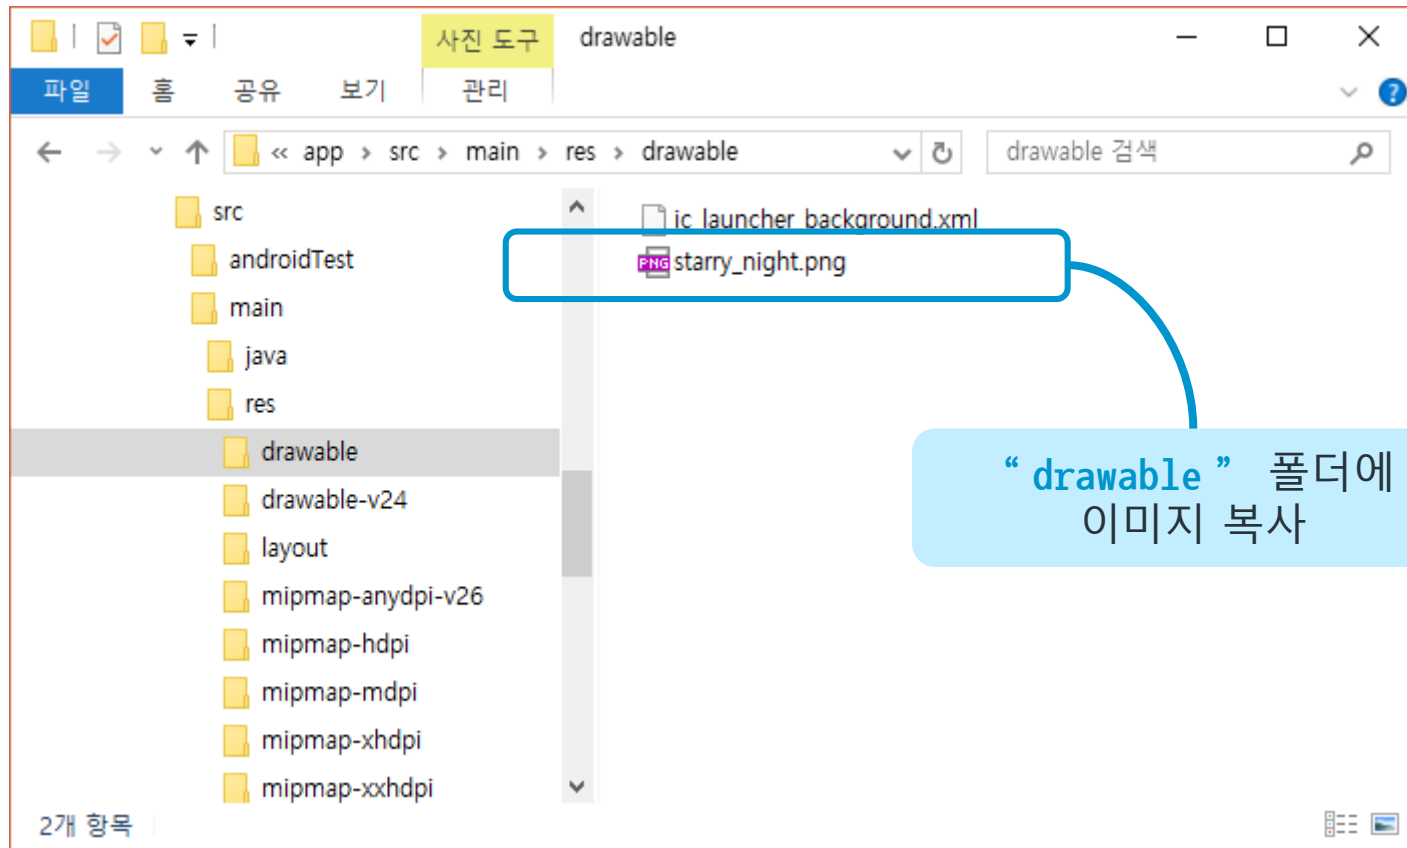 사진 도구
drawable
파일
홈
공유
보기
관리
« app > src > main > res > drawable
drawable 검색
src
androidTest
main
java
res
drawable
drawable-v24
layout
mipmap-anydpi-v26
mipmap-hdpi
mipmap-mdpi
mipmap-xhdpi
mipmap-xxhdpi
ic_launcher_background.xml
PNG
starry_night.png
“drawable” 폴더에
이미지 복사
2개 항목